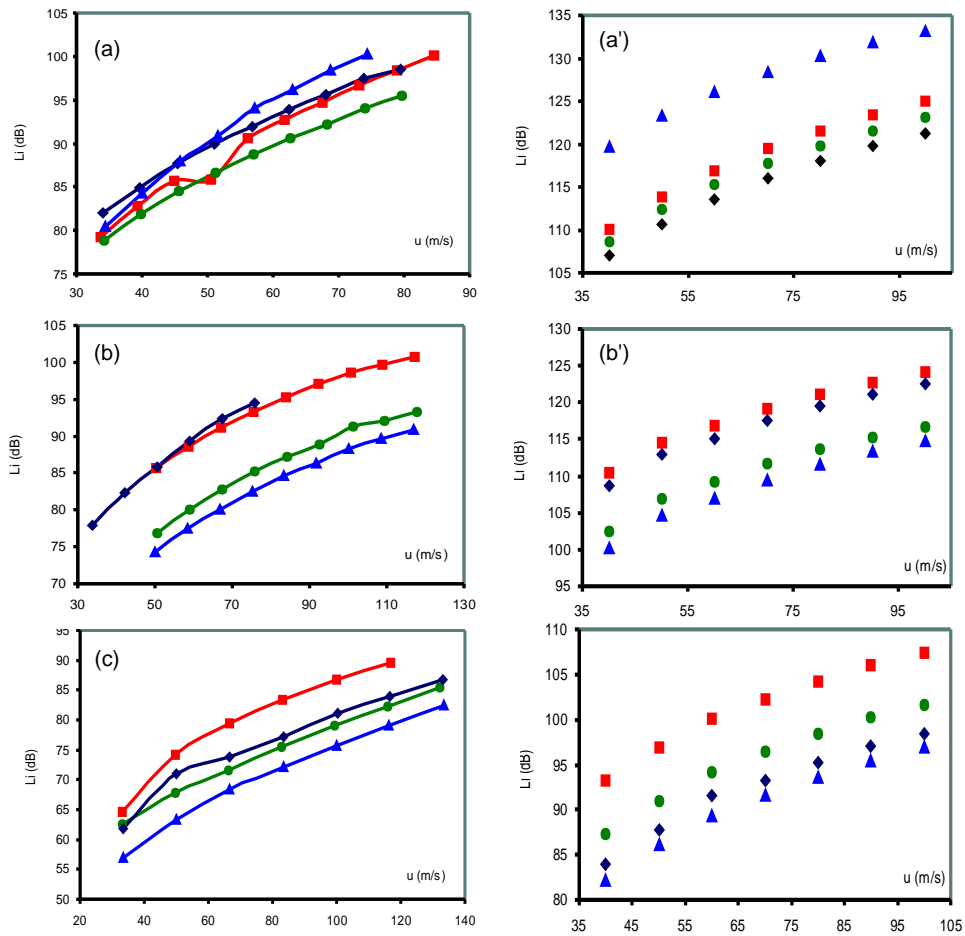 (a)
Li (dB)
105
100
95
90
85
80
75
u (m/s)
30 40 50 60 70 80 90
(a')
Li (dB)
135
130
125
120
115
110
105
u (m/s)
35 55 75 95
(b)
Li (dB)
105
100
95
90
85
80
75
70
u (m/s)
30 50 70 90 110 130
(b')
Li (dB)
130
125
120
115
110
105
100
95
u (m/s)
35 55 75 95
(c)
Li (dB)
95
90
85
80
75
70
65
60
55
50
u (m/s)
20 40 60 80 100 120 140
Li (dB)
110
105
100
95
90
85
80
u (m/s)
35 45 55 65 75 85 95 105